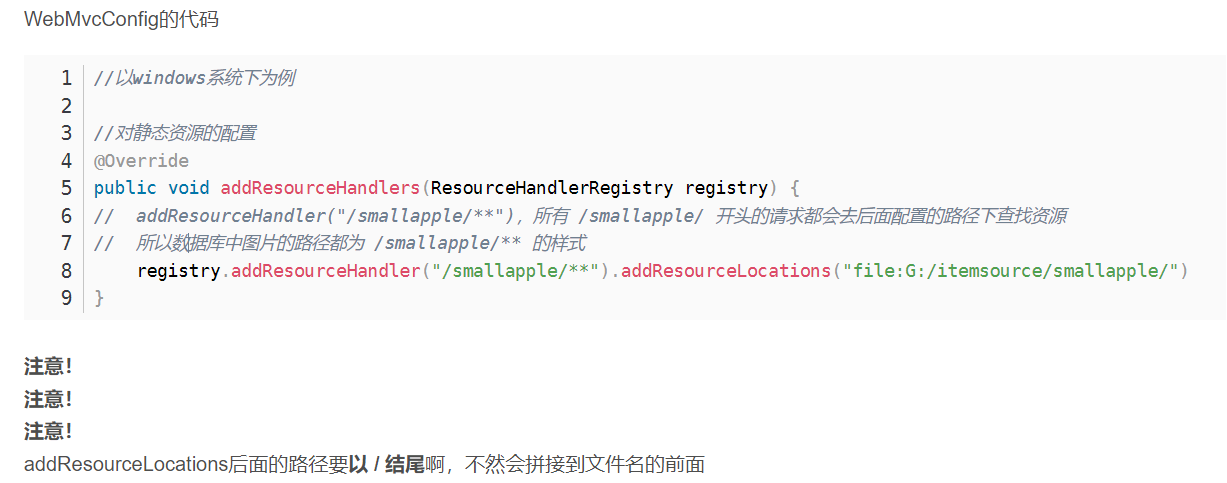 WebMvcConfig的代码
1 //以windows系统下为例
2
3 //对静态资源的配置
4 @Override
5 public void addResourceHandlers(ResourceHandlerRegistry registry) {
6 //  addResourceHandler("/smallapple/**"), 所有 /smallapple/ 开头的请求都会去后面配置的路径下查找资源
7 //  所以数据库中图片的路径都为 /smallapple/** 的样式
8     registry.addResourceHandler("/smallapple/**").addResourceLocations("file:G:/itemsource/smallapple/")
9 }
注意！
注意！
注意！
addResourceLocations后面的路径要以 / 结尾啊，不然会拼接到文件名的前面